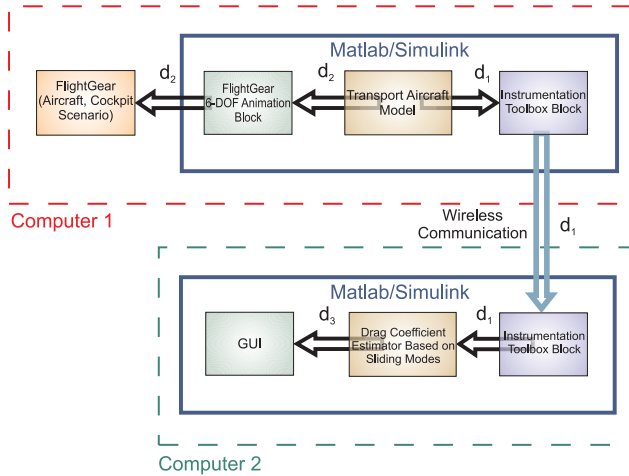 Matlab/Simulink
d2
d2
d1
FlightGear
(Aircraft, Cockpit
Scenario)
FlightGear
6-DOF Animation
Block
Transport Aircraft
Model
Instrumentation
Toolbox Block
Computer 1
Wireless
Communication
d1
Matlab/Simulink
d3
d1
GUI
Drag Coefficient
Estimator Based on
Sliding Modes
Instrumentation
Toolbox Block
Computer 2